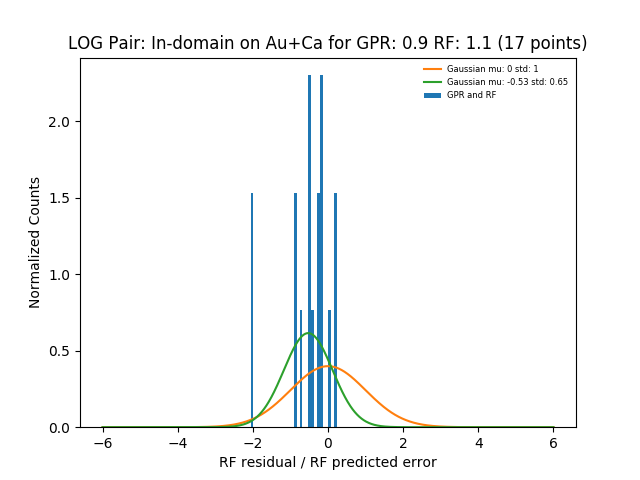 LOG Pair: In-domain on Au+Ca for GPR: 0.9 RF: 1.1 (17 points)
Gaussian mu: 0 std: 1
Gaussian mu: -0.53 std: 0.65
GPR and RF
Normalized Counts
2.0
1.5
1.0
0.5
0.0
−6 −4 −2 0 2 4 6
RF residual / RF predicted error